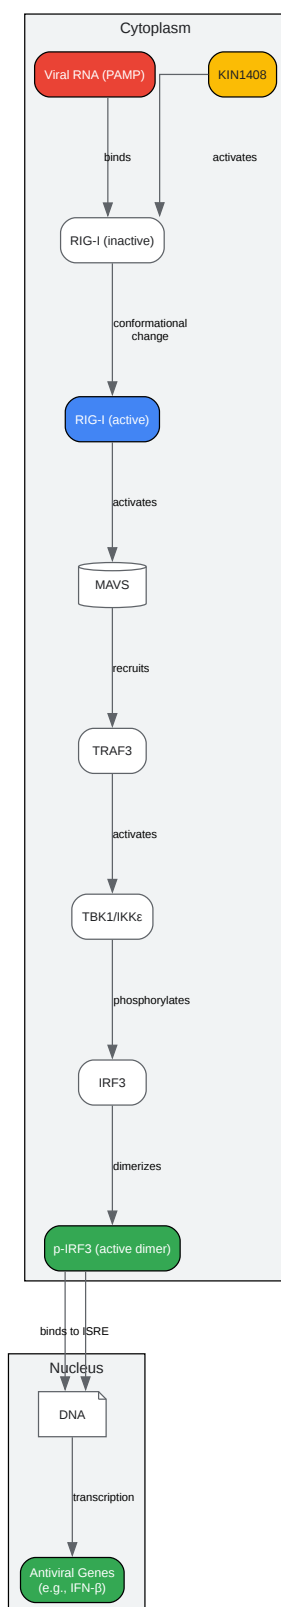 Cytoplasm
Viral RNA (PAMP)
KIN1408
binds
activates
RIG-I (inactive)
conformational
change
RIG-I (active)
activates
MAVS
recruits
TRAF3
activates
TBK1/IKKε
phosphorylates
IRF3
dimerizes
p-IRF3 (active dimer)
binds to ISRE
Nucleus
DNA
transcription
Antiviral Genes
(e.g., IFN-β)